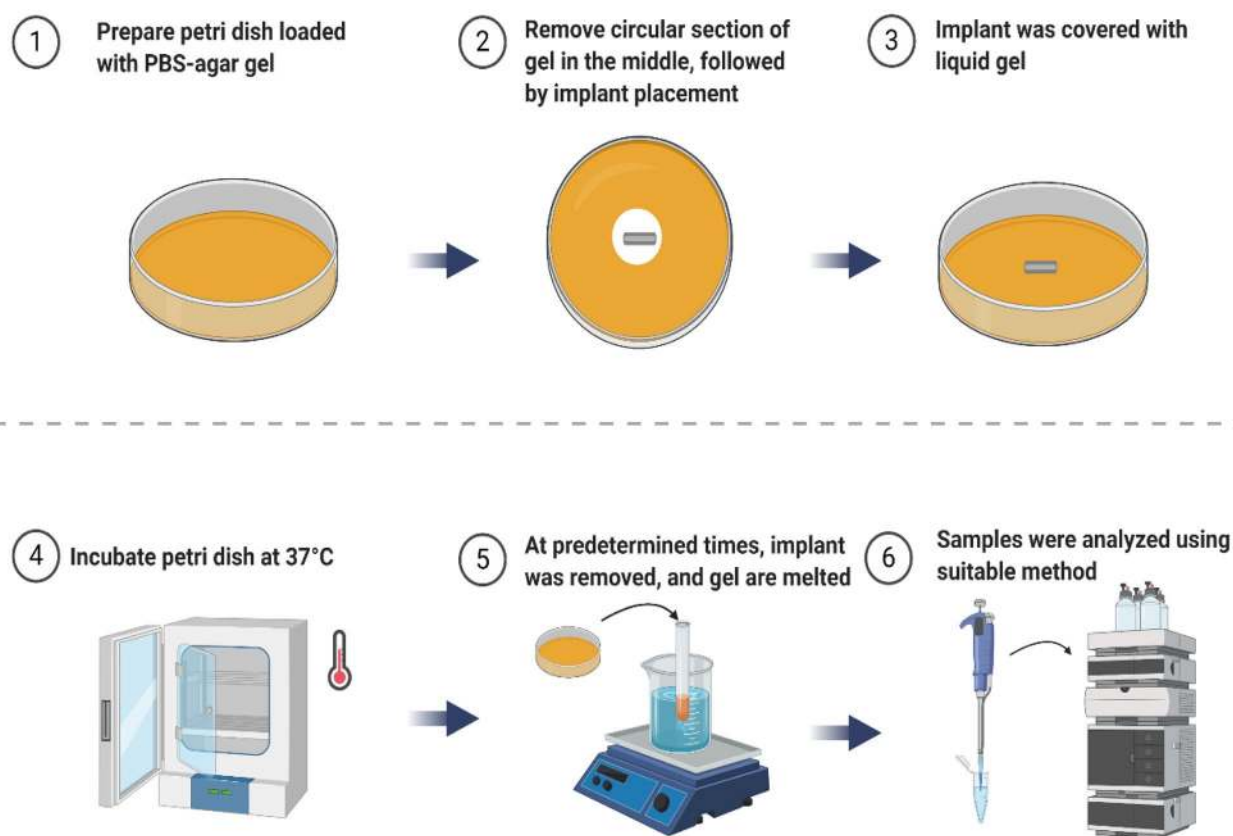 1
Prepare petri dish loaded
with PBS-agar gel
2
Remove circular section of
gel in the middle, followed
by implant placement
3
Implant was covered with
liquid gel
4
Incubate petri dish at 37°C
5
At predetermined times, implant
was removed, and gel are melted
6
Samples were analyzed using
suitable method